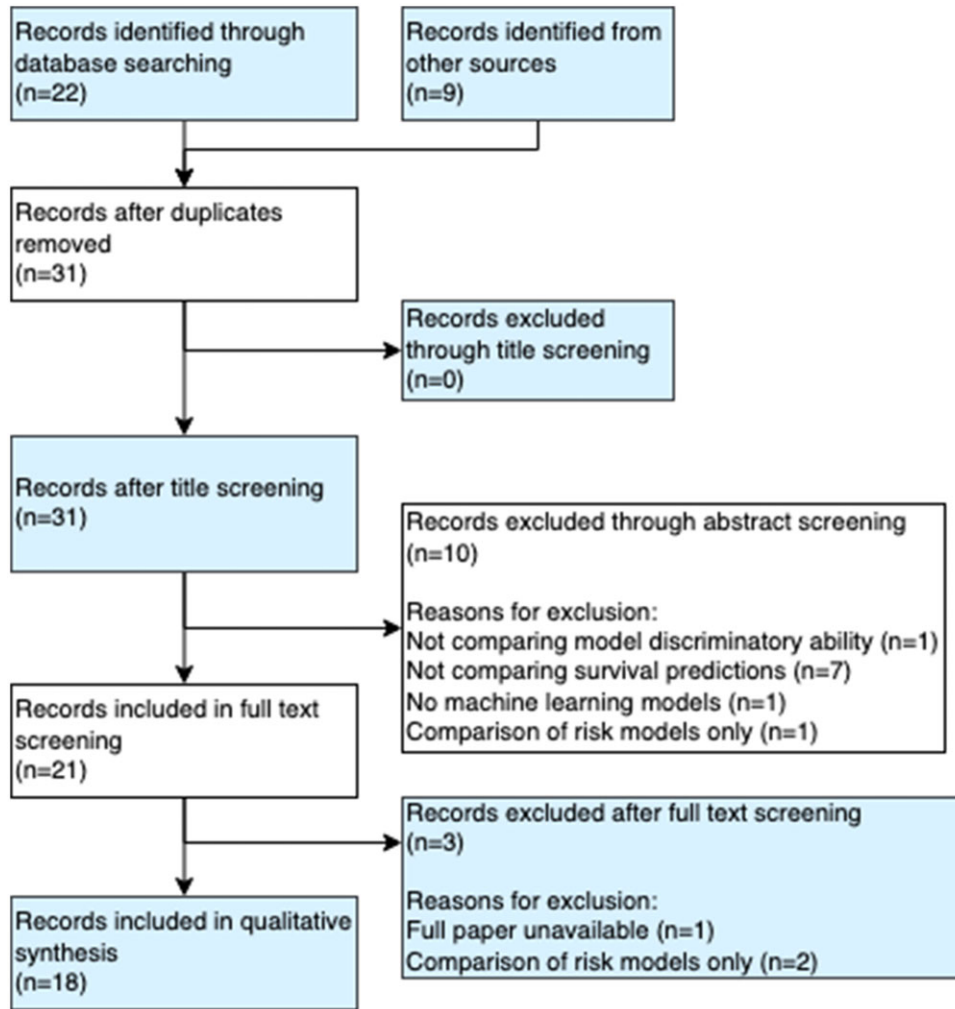 Records identified through
database searching
(n=22)
Records identified from
other sources
(n=9)
Records after duplicates
removed
(n=31)
Records excluded
through title screening
(n=0)
Records after title screening
(n=31)
Records excluded through abstract screening
(n=10)
Reasons for exclusion:
Not comparing model discriminatory ability (n=1)
Not comparing survival predictions (n=7)
No machine learning models (n=1)
Comparison of risk models only (n=1)
Records included in full text
screening
(n=21)
Records excluded after full text screening
(n=3)
Reasons for exclusion:
Full paper unavailable (n=1)
Comparison of risk models only (n=2)
Records included in qualitative
synthesis
(n=18)